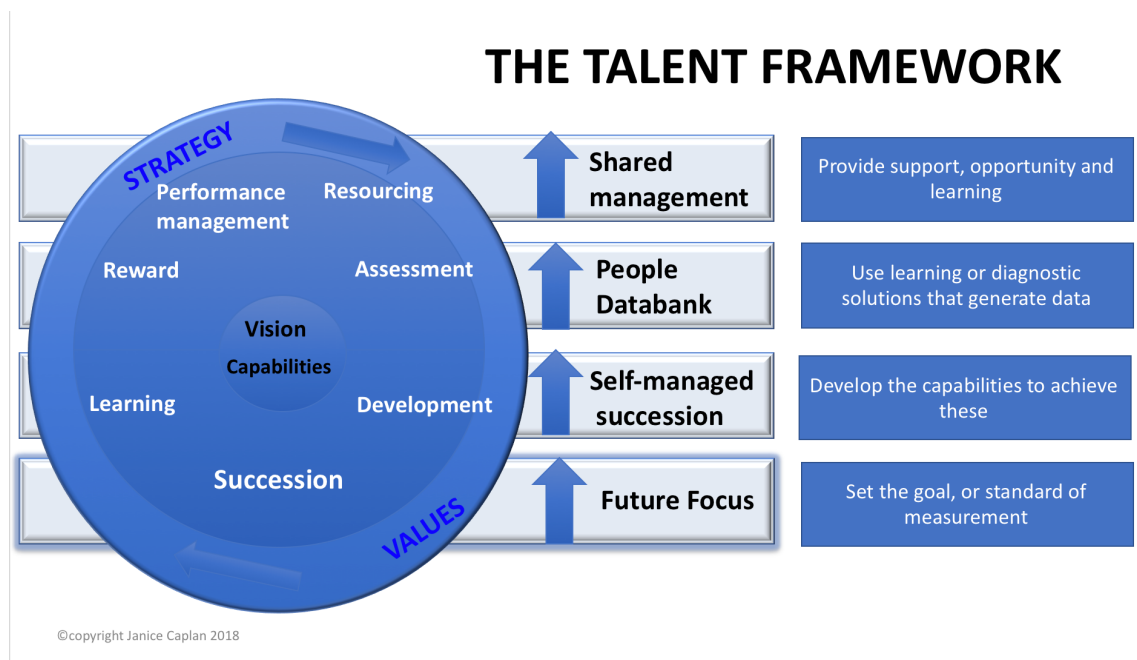 THE TALENT FRAMEWORK
STRATEGY
Performance
management
Resourcing
Reward
Assessment
Vision
Capabilities
Learning
Development
Succession
VALUES
Shared
management
Provide support, opportunity and
learning
People
Databank
Use learning or diagnostic
solutions that generate data
Self-managed
succession
Develop the capabilities to achieve
these
Future Focus
Set the goal, or standard of
measurement
©copyright Janice Caplan 2018